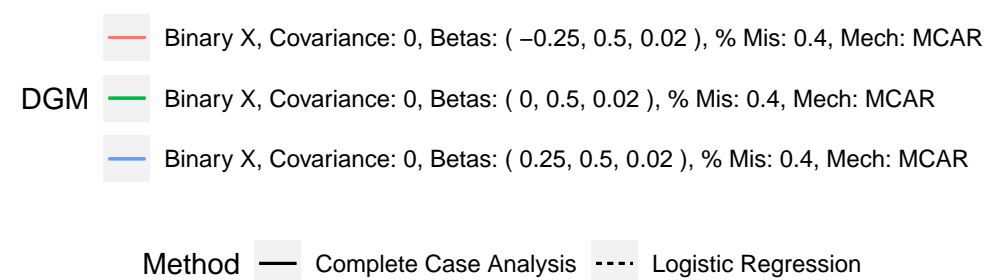 Binary X, Covariance: 0, Betas: ( −0.25, 0.5, 0.02 ), % Mis: 0.4, Mech: MCAR
DGM Binary X, Covariance: 0, Betas: ( 0, 0.5, 0.02 ), % Mis: 0.4, Mech: MCAR
Binary X, Covariance: 0, Betas: ( 0.25, 0.5, 0.02 ), % Mis: 0.4, Mech: MCAR
Method Complete Case Analysis Logistic Regression